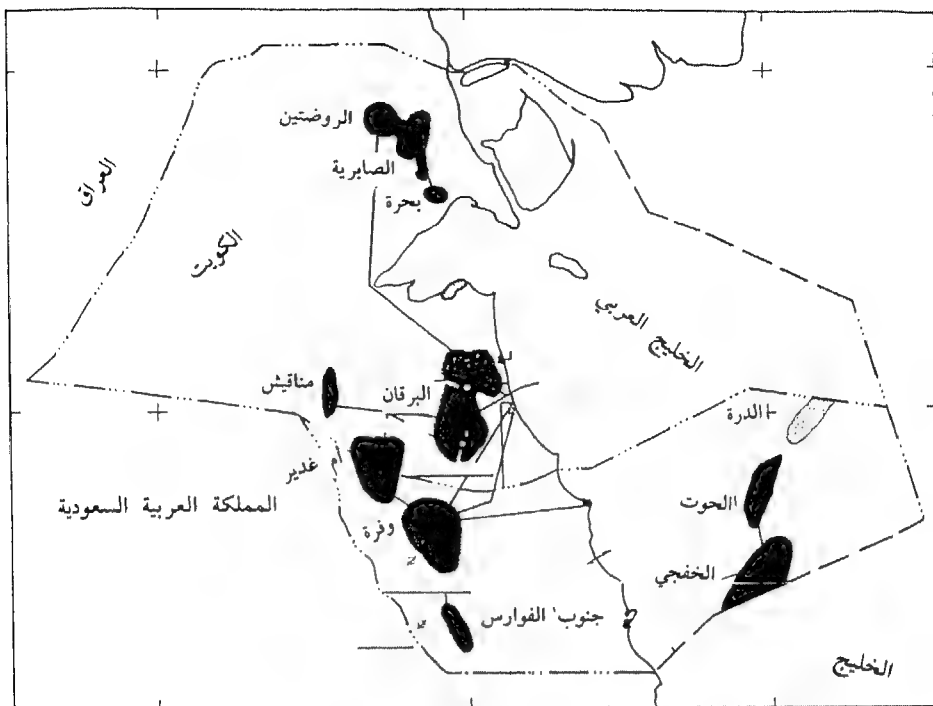 الروضتين
الصابرية
بحرة
العراق
الكويت
الخليج العربي
مناقيش
البرقان
الدرة
أم غدير
الحوت
المملكة العربية السعودية
وفرة
الخفجي
جنوب الفوارس
الخليج